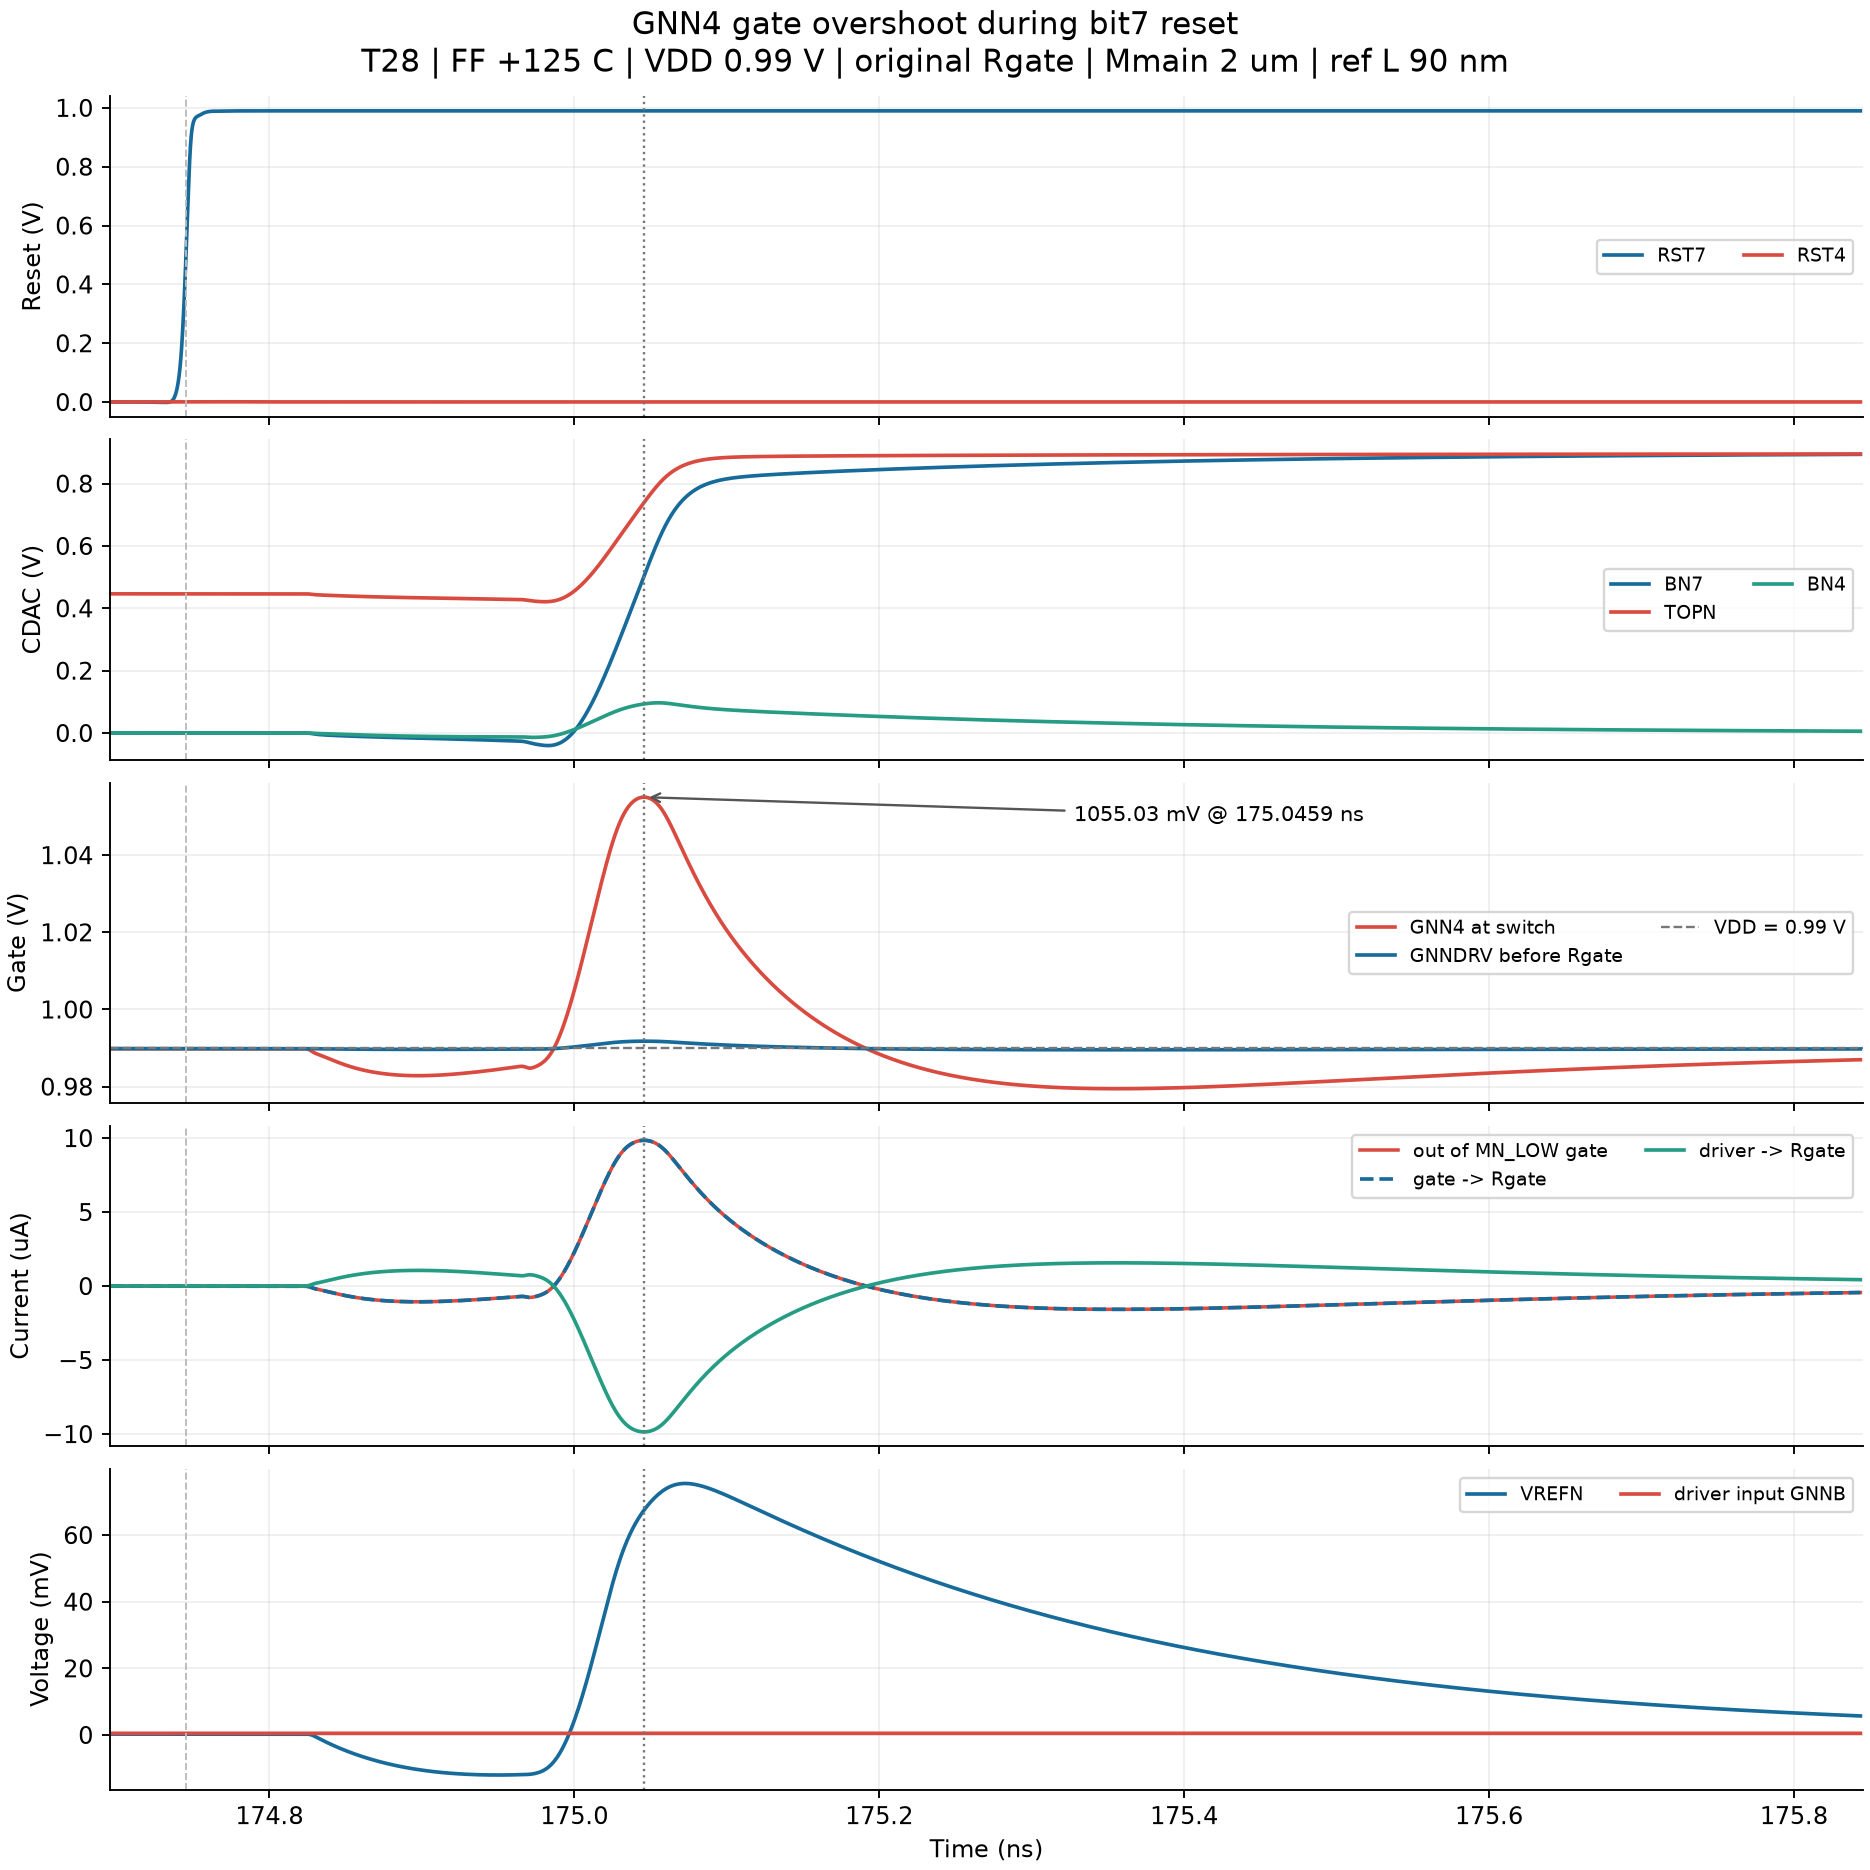 GNN4 gate overshoot during bit7 reset
T28 | FF +125 C | VDD 0.99 V | original Rgate | Mmain 2 um | ref L 90 nm
Reset (V)
1.0
0.8
0.6
0.4
0.2
0.0
RST7 RST4
CDAC (V)
0.8
0.6
0.4
0.2
0.0
BN7 BN4
TOPN
Gate (V)
1.04
1.02
1.00
0.98
1055.03 mV @ 175.0459 ns
GNN4 at switch VDD = 0.99 V
GNNDRV before Rgate
Current (uA)
10
5
0
−5
−10
out of MN_LOW gate driver -> Rgate
gate -> Rgate
Voltage (mV)
60
40
20
0
VREFN driver input GNNB
174.8 175.0 175.2 175.4 175.6 175.8
Time (ns)